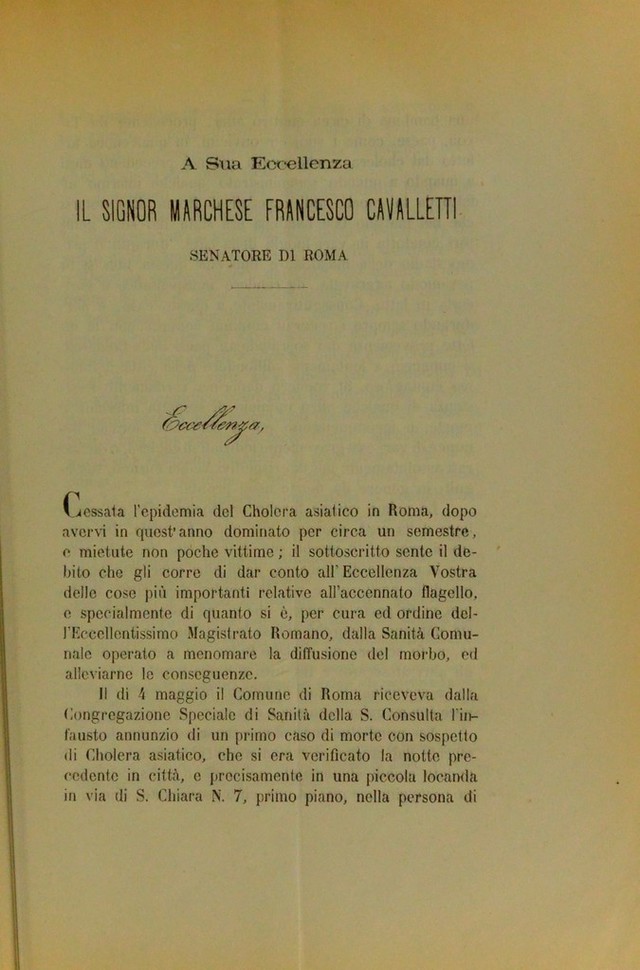 A Sua Eccellenza
IL SIGNOR MARCHESE FRANCESCO CAVALLETTI
SENATORE DI ROMA
Eccellenza,
Cessata l'epidemia del Cholera asiatico in Roma, dopo
avervi in quest'anno dominato per circa un semestre,
e mietute non poche vittime; il sottoscritto sente il de-
bito che gli corre di dar conto all'Eccellenza Vostra
delle cose più importanti relative all'accennato flagello,
e specialmente di quanto si è, per cura ed ordine del-
l'Eccellentissimo Magistrato Romano, dalla Sanità Comu-
nale operato a menomare la diffusione del morbo, ed
alleviarne le conseguenze.
Il di 4 maggio il Comune di Roma riceveva dalla
Congregazione Speciale di Sanità della S. Consulta l'in-
fausto annunzio di un primo caso di morte con sospetto
di Cholera asiatico, che si era verificato la notte pre-
cedente in città, e precisamente in una piccola locanda
in via di S. Chiara N. 7, primo piano, nella persona di